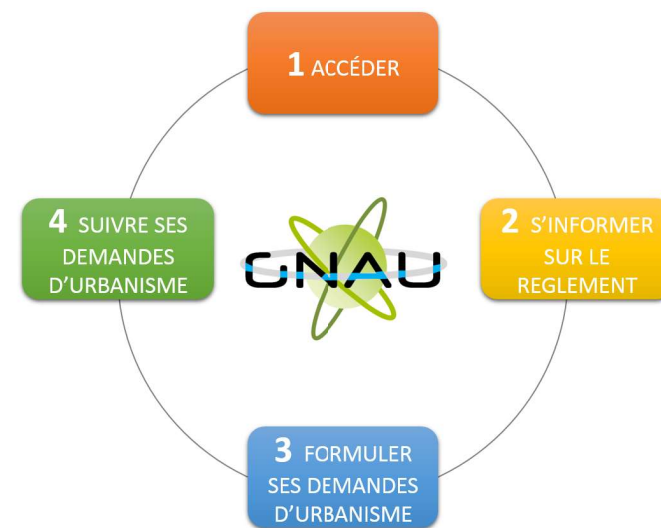 1 ACCÉDER
2 S'INFORMER
SUR LE
REGLEMENT
3 FORMULER
SES DEMANDES
D'URBANISME
4 SUIVRE SES
DEMANDES
D'URBANISME
GNAU